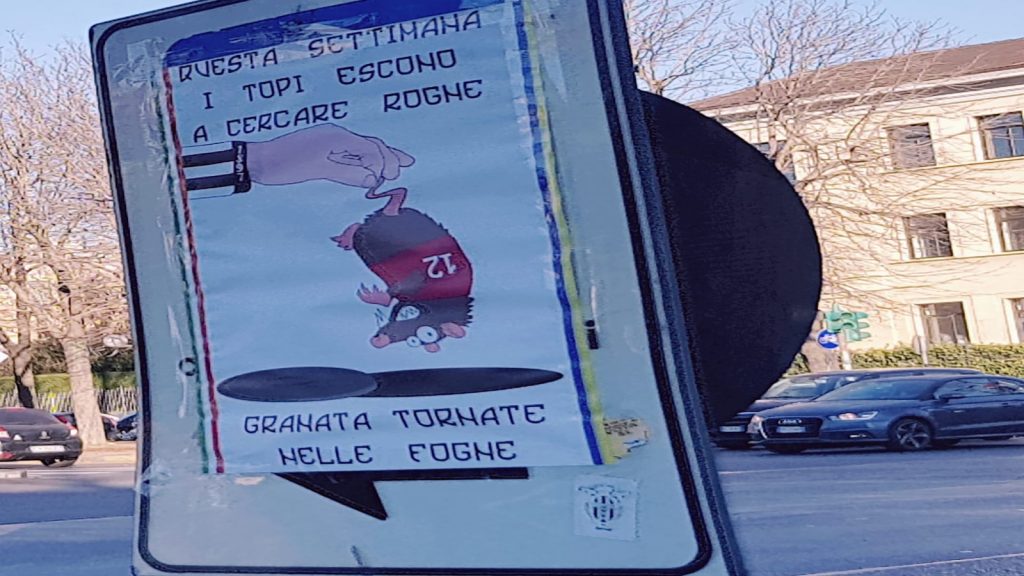 QUESTA SETTIMANA
I TOPI ESCONO
A CERCARE ROGNE
12
GRANATA TORNATE
NELLE FOGNE